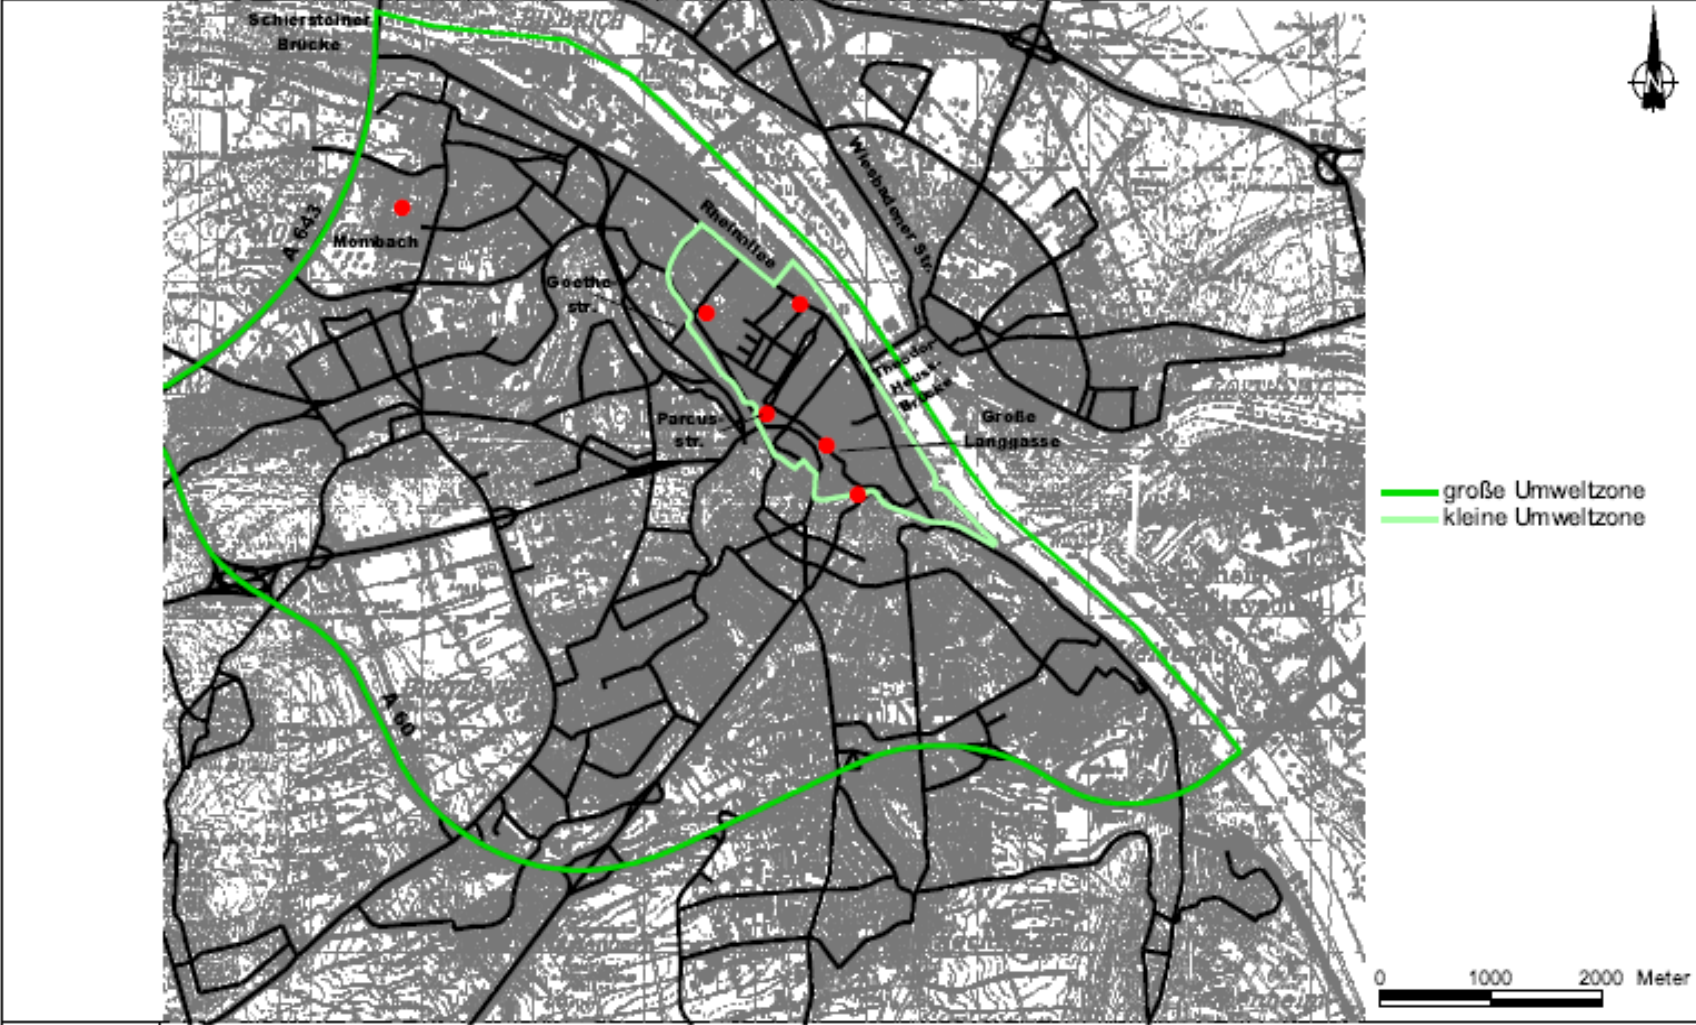 Schiersteiner
Brücke
Wiesbadener Str.
Rheinallee
A 643
Mombach
Goethe-
str.
Theodor-
Heuss-
Brücke
Parcus-
str.
Große
Langgasse
große Umweltzone
kleine Umweltzone
A 60
N
0 1000 2000 Meter